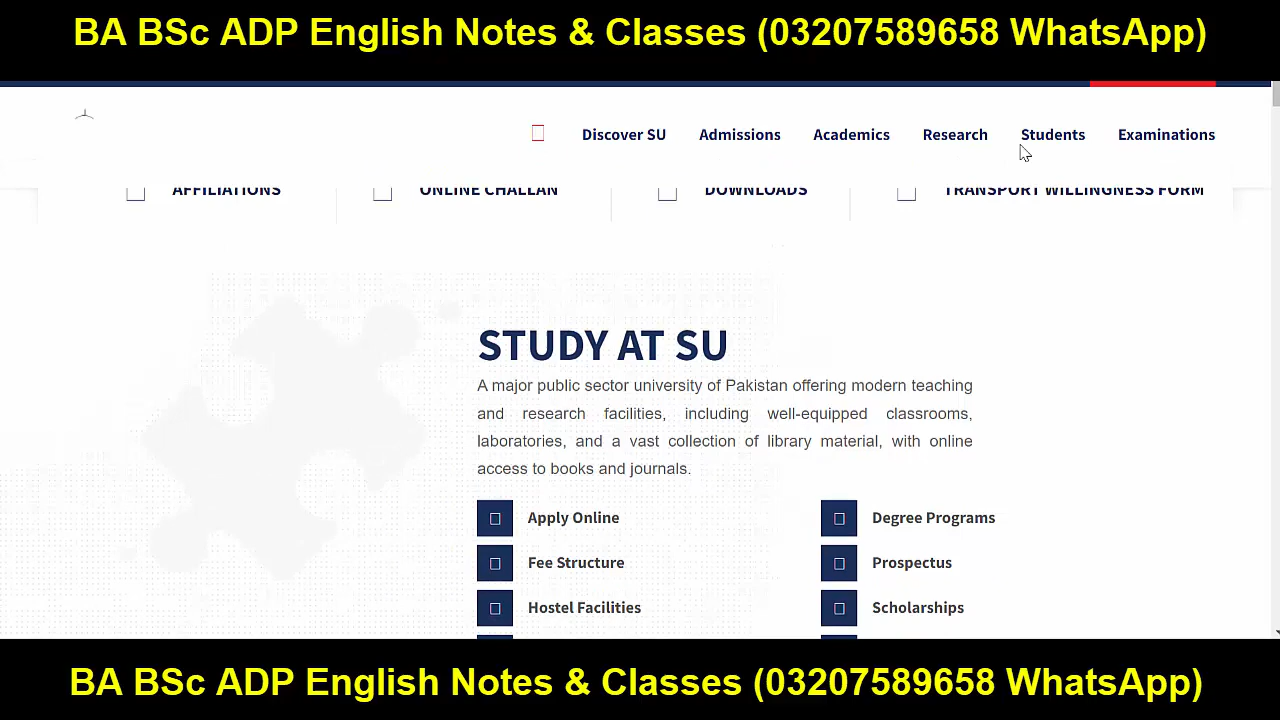 BA BSc ADP English Notes & Classes (03207589658 WhatsApp)
Discover SU Admissions Academics Research Students Examinations
AFFILIATIONS ONLINE CHALLAN DOWNLOADS TRANSPORT WILLINGNESS FORM
STUDY AT SU
A major public sector university of Pakistan offering modern teaching
and research facilities, including well-equipped classrooms,
laboratories, and a vast collection of library material, with online
access to books and journals.
Apply Online Degree Programs
Fee Structure Prospectus
Hostel Facilities Scholarships
BA BSc ADP English Notes & Classes (03207589658 WhatsApp)